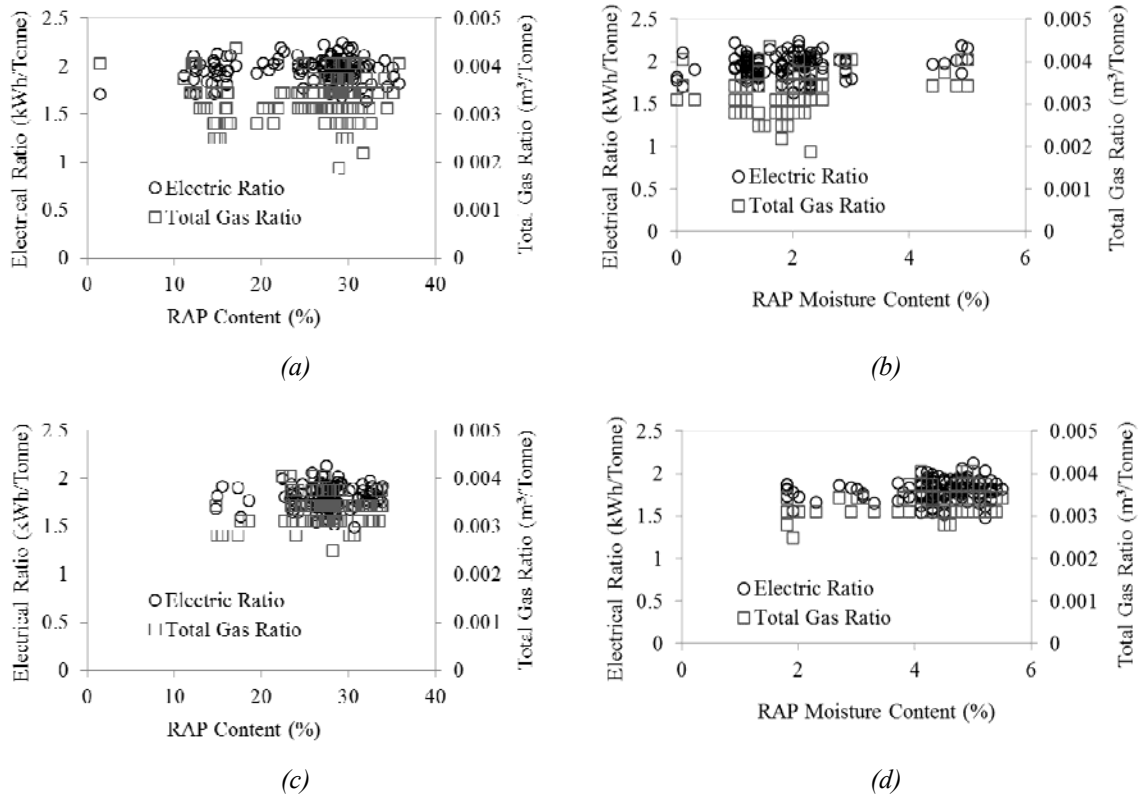 2.5
2
1.5
1
0.5
0
Electrical Ratio (kWh/Tonne)
0.005
0.004
0.003
0.002
0.001
0
Total Gas Ratio (m³/Tonne)
Electric Ratio
Total Gas Ratio
0 10 20 30 40
RAP Content (%)
(a)
2.5
2
1.5
1
0.5
0
Electrical Ratio (kWh/Tonne)
0.005
0.004
0.003
0.002
0.001
0
Total Gas Ratio (m³/Tonne)
Electric Ratio
Total Gas Ratio
0 2 4 6
RAP Moisture Content (%)
(b)
2.5
2
1.5
1
0.5
0
Electrical Ratio (kWh/Tonne)
0.005
0.004
0.003
0.002
0.001
0
Total Gas Ratio (m³/Tonne)
Electric Ratio
Total Gas Ratio
0 10 20 30 40
RAP Content (%)
(c)
2.5
2
1.5
1
0.5
0
Electrical Ratio (kWh/Tonne)
0.005
0.004
0.003
0.002
0.001
0
Total Gas Ratio (m³/Tonne)
Electric Ratio
Total Gas Ratio
0 2 4 6
RAP Moisture Content (%)
(d)